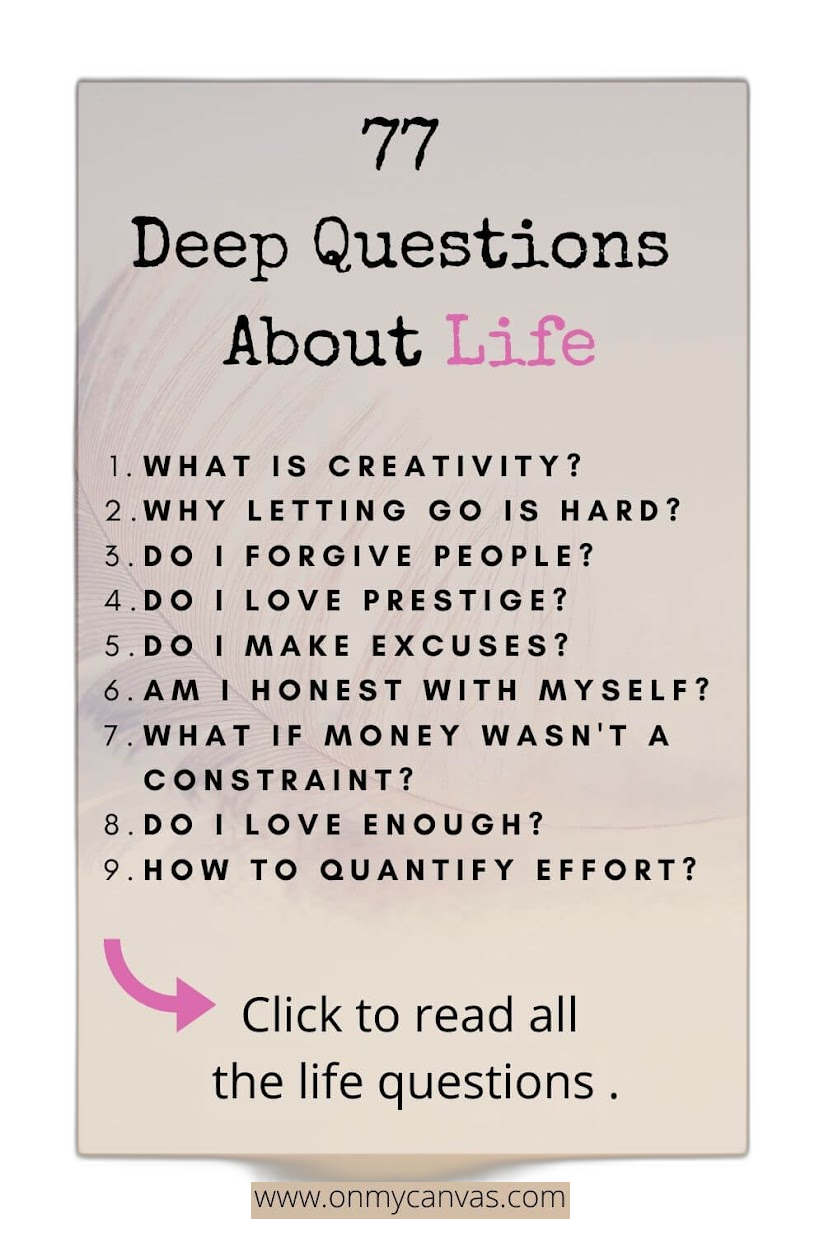 77
Deep Questions
About Life
1. WHAT IS CREATIVITY?
2. WHY LETTING GO IS HARD?
3. DO I FORGIVE PEOPLE?
4. DO I LOVE PRESTIGE?
5. DO I MAKE EXCUSES?
6. AM I HONEST WITH MYSELF?
7. WHAT IF MONEY WASN'T A
CONSTRAINT?
8. DO I LOVE ENOUGH?
9. HOW TO QUANTIFY EFFORT?
Click to read all
the life questions .
www.onmycanvas.com